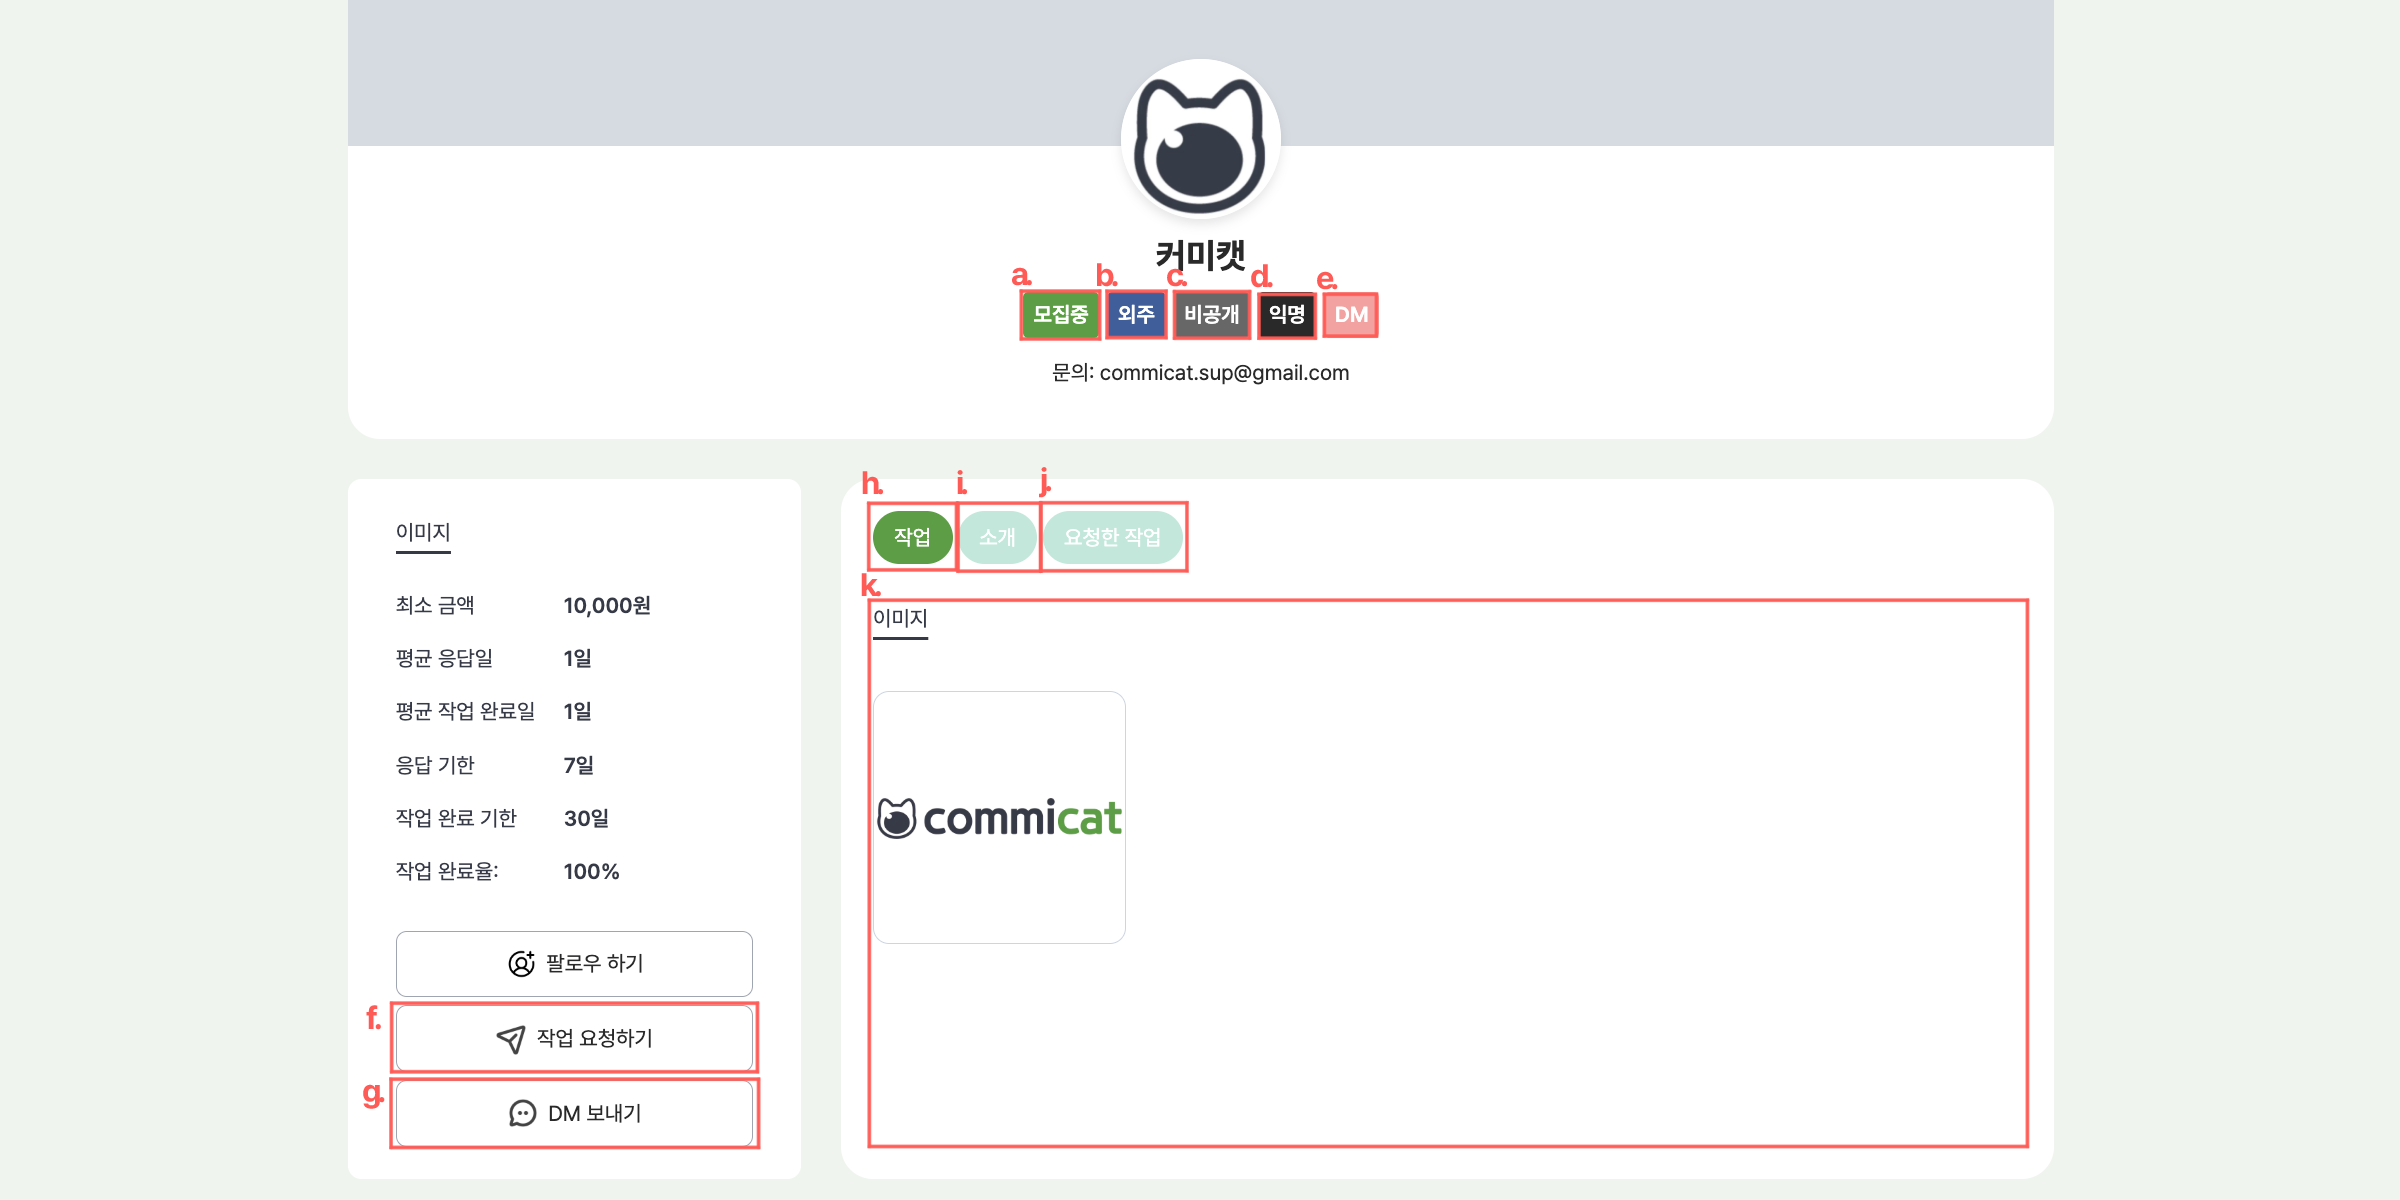 커미캣
a. b. c. d. e.
모집중 외주 비공개 익명 DM
문의: commicat.sup@gmail.com
이미지
최소 금액 10,000원
평균 응답일 1일
평균 작업 완료일 1일
응답 기한 7일
작업 완료 기한 30일
작업 완료율: 100%
팔로우 하기
f. 작업 요청하기
g. DM 보내기
h. i. j.
작업 소개 요청한 작업
k.
이미지
commicat